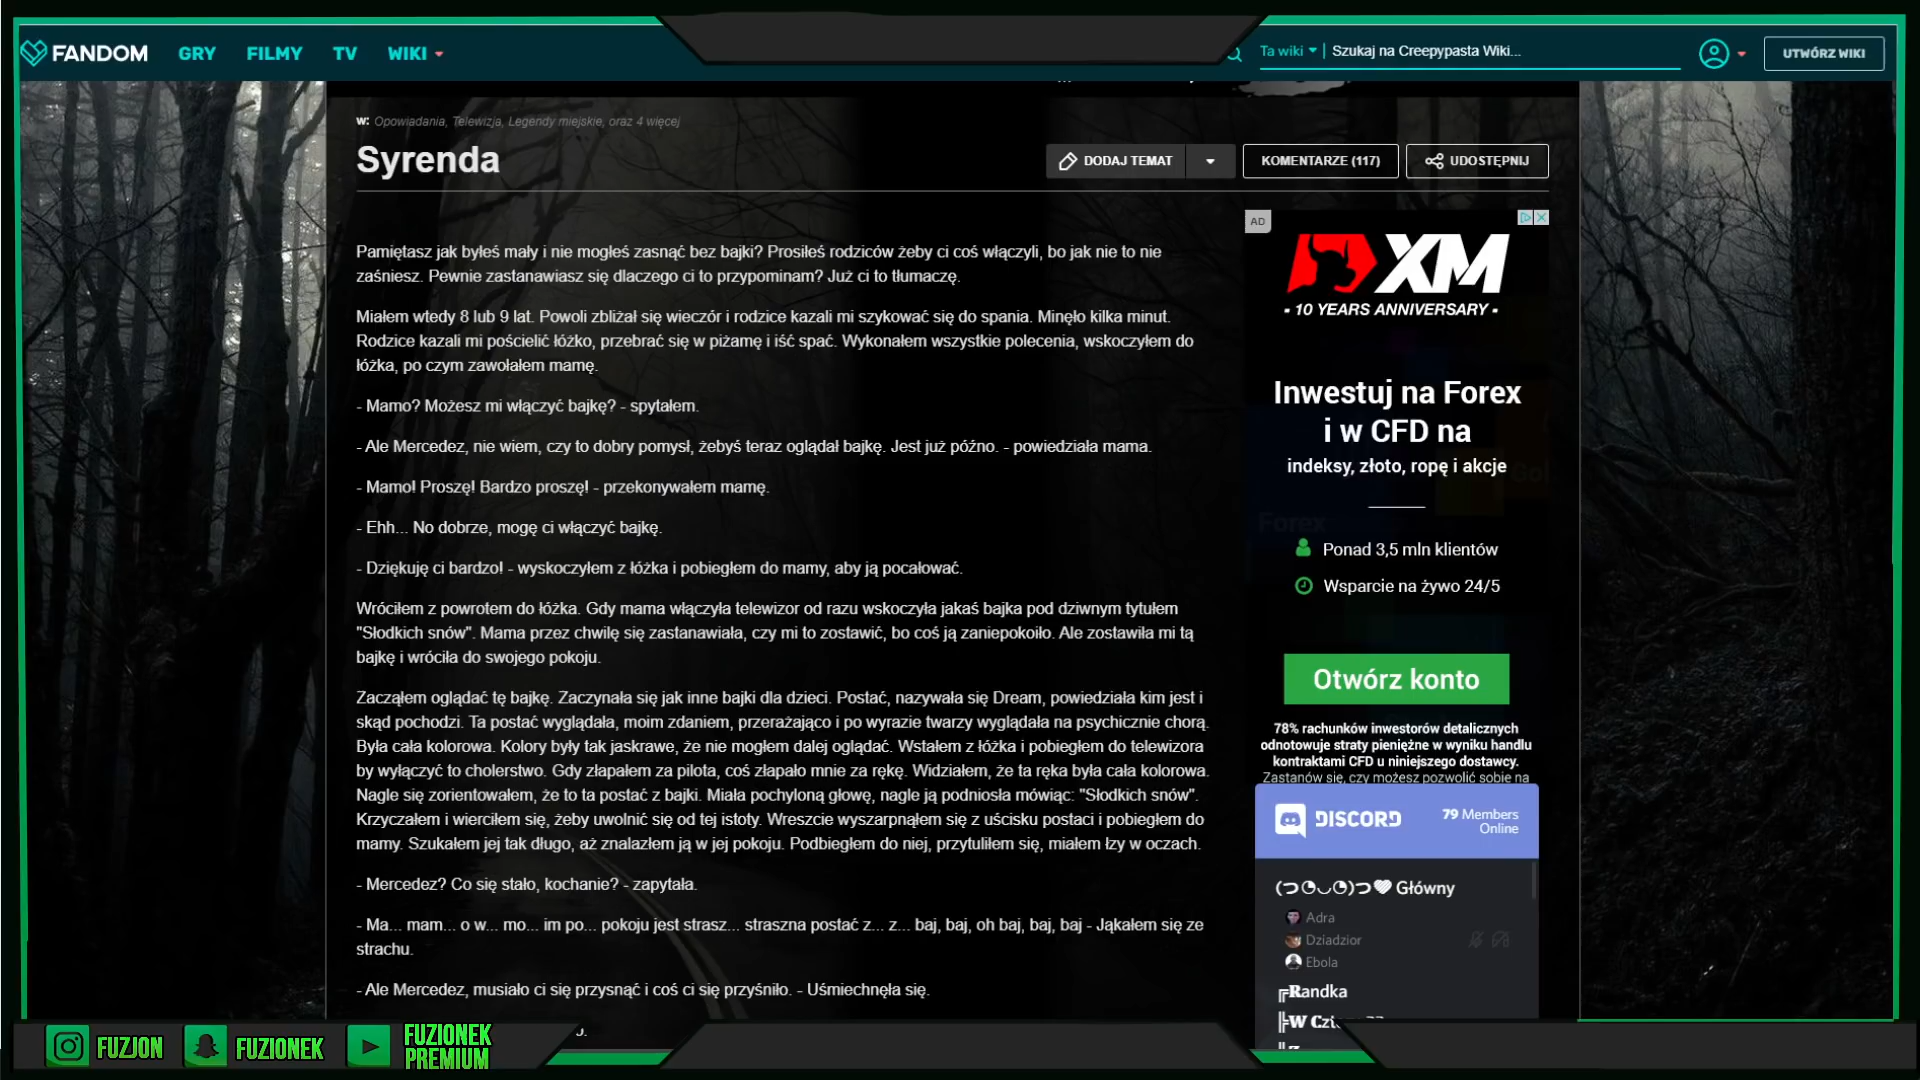 FANDOM
GRY
FILMY
TV
WIKI
Ta wiki
Szukaj na Creepypasta Wiki...
UTWÓRZ WIKI
w: Opowiadania, Telewizja, Legendy miejskie, oraz 4 więcej
Syrenda
DODAJ TEMAT
KOMENTARZE (117)
UDOSTĘPNIJ
Pamiętasz jak byłeś mały i nie mogłeś zasnąć bez bajki? Prosiłeś rodziców żeby ci coś włączyli, bo jak nie to nie
zaśniesz. Pewnie zastanawiasz się dlaczego ci to przypominam? Już ci to tłumaczę.
Miałem wtedy 8 lub 9 lat. Powoli zbliżał się wieczór i rodzice kazali mi szykować się do spania. Minęło kilka minut.
Rodzice kazali mi pościelić łóżko, przebrać się w piżamę i iść spać. Wykonałem wszystkie polecenia, wskoczyłem do
łóżka, po czym zawołałem mamę.
- Mamo? Możesz mi włączyć bajkę? - spytałem.
- Ale Mercedez, nie wiem, czy to dobry pomysł, żebyś teraz oglądał bajkę. Jest już późno. - powiedziała mama.
- Mamo! Proszę! Bardzo proszę! - przekonywałem mamę.
- Ehh... No dobrze, mogę ci włączyć bajkę.
- Dziękuję ci bardzo! - wyskoczyłem z łóżka i pobiegłem do mamy, aby ją pocałować.
Wróciłem z powrotem do łóżka. Gdy mama włączyła telewizor od razu wskoczyła jakaś bajka pod dziwnym tytułem
"Słodkich snów". Mama przez chwilę się zastanawiała, czy mi to zostawić, bo coś ją zaniepokoiło. Ale zostawiła mi tą
bajkę i wróciła do swojego pokoju.
Zacząłem oglądać tę bajkę. Zaczynała się jak inne bajki dla dzieci. Postać, nazywała się Dream, powiedziała kim jest i
skąd pochodzi. Ta postać wyglądała, moim zdaniem, przerażająco i po wyrazie twarzy wyglądała na psychicznie chorą.
Była cała kolorowa. Kolory były tak jaskrawe, że nie mogłem dalej oglądać. Wstałem z łóżka i pobiegłem do telewizora
by wyłączyć to cholerstwo. Gdy złapałem za pilota, coś złapało mnie za rękę. Widziałem, że ta ręka była cała kolorowa.
Nagle się zorientowałem, że to ta postać z bajki. Miała pochyloną głowę, nagle ją podniosła mówiąc: "Słodkich snów".
Krzyczałem i wierciłem się, żeby uwolnić się od tej istoty. Wreszcie wyszarpnąłem się z uścisku postaci i pobiegłem do
mamy. Szukałem jej tak długo, aż znalazłem ją w jej pokoju. Podbiegłem do niej, przytuliłem się, miałem łzy w oczach.
- Mercedez? Co się stało, kochanie? - zapytała.
- Ma... mam... o w... mo... im po... pokoju jest strasz... straszna postać z... z... baj, baj, oh baj, baj, baj - Jąkałem się ze
strachu.
- Ale Mercedez, musiało ci się przysnąć i coś ci się przyśniło. - Uśmiechnęła się.
AD
XM
- 10 YEARS ANNIVERSARY -
Inwestuj na Forex
i w CFD na
indeksy, złoto, ropę i akcje
Forex
Ponad 3,5 mln klientów
Wsparcie na żywo 24/5
Otwórz konto
78% rachunków inwestorów detalicznych
odnotowuje straty pieniężne w wyniku handlu
kontraktami CFD u niniejszego dostawcy.
Zastanów się, czy możesz pozwolić sobie na
DISCORD
79 Members
Online
(つ◔◡◔)つ♥ Główny
Adra
Dziadzior
Ebola
╔Randka
╠W
FUZJON
FUZIONEK
FUZIONEK
PREMIUM